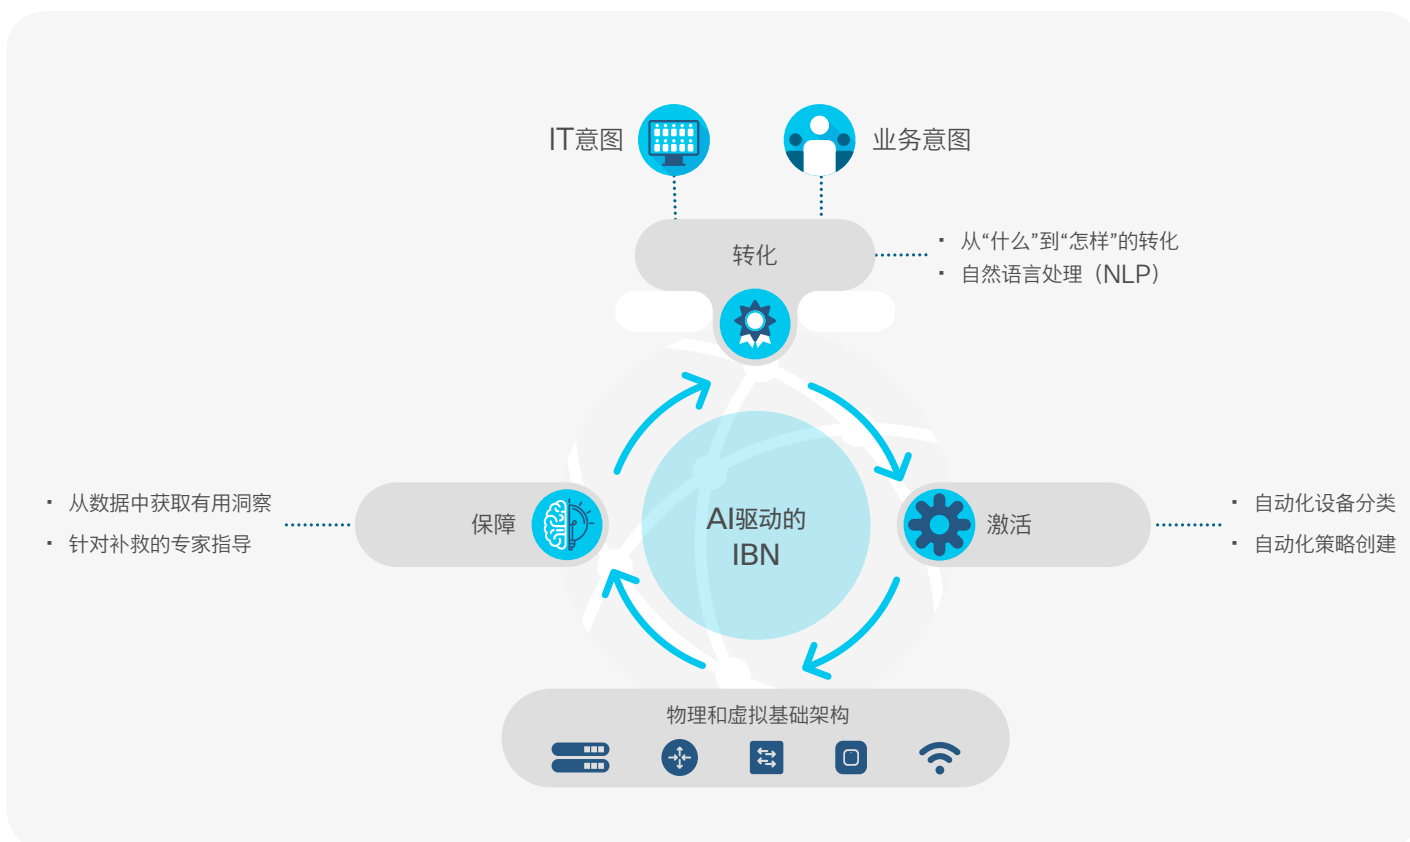 IT意图
业务意图
转化
▪ 从“什么”到“怎样”的转化
▪ 自然语言处理（NLP）
▪ 从数据中获取有用洞察
▪ 针对补救的专家指导
保障
AI驱动的
IBN
激活
▪ 自动化设备分类
▪ 自动化策略创建
物理和虚拟基础架构